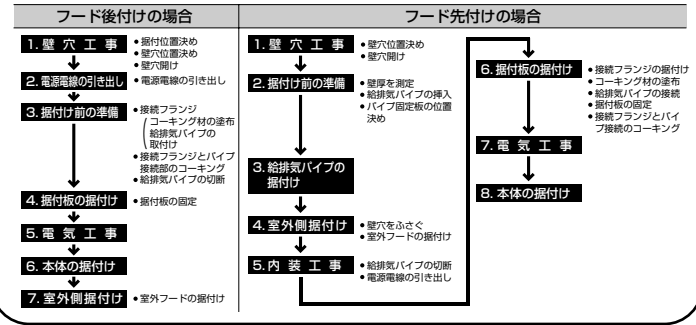 フード後付けの場合
1. 壁穴工事
●据付位置決め
●壁穴位置決め
●壁穴開け
2. 電源電線の引き出し
●電源電線の引き出し
3. 据付け前の準備
●接続フランジ
コーキング材の塗布
給排気パイプの
取付け
●接続フランジとパイプ
接続部のコーキング
●給排気パイプの切断
4. 据付板の据付け
●据付板の固定
5. 電気工事
6. 本体の据付け
7. 室外側据付け
●室外フードの据付け
フード先付けの場合
1. 壁穴工事
●壁穴位置決め
●壁穴開け
2. 据付け前の準備
●壁厚を測定
●給排気パイプの挿入
●パイプ固定板の位置
決め
3. 給排気パイプの
据付け
4. 室外側据付け
●壁穴をふさぐ
●室外フードの据付け
5. 内装工事
●給排気パイプの切断
●電源電線の引き出し
6. 据付板の据付け
●接続フランジの据付け
●コーキング材の塗布
●給排気パイプの接続
●据付板の固定
●接続フランジとパイ
プ接続のコーキング
7. 電気工事
8. 本体の据付け